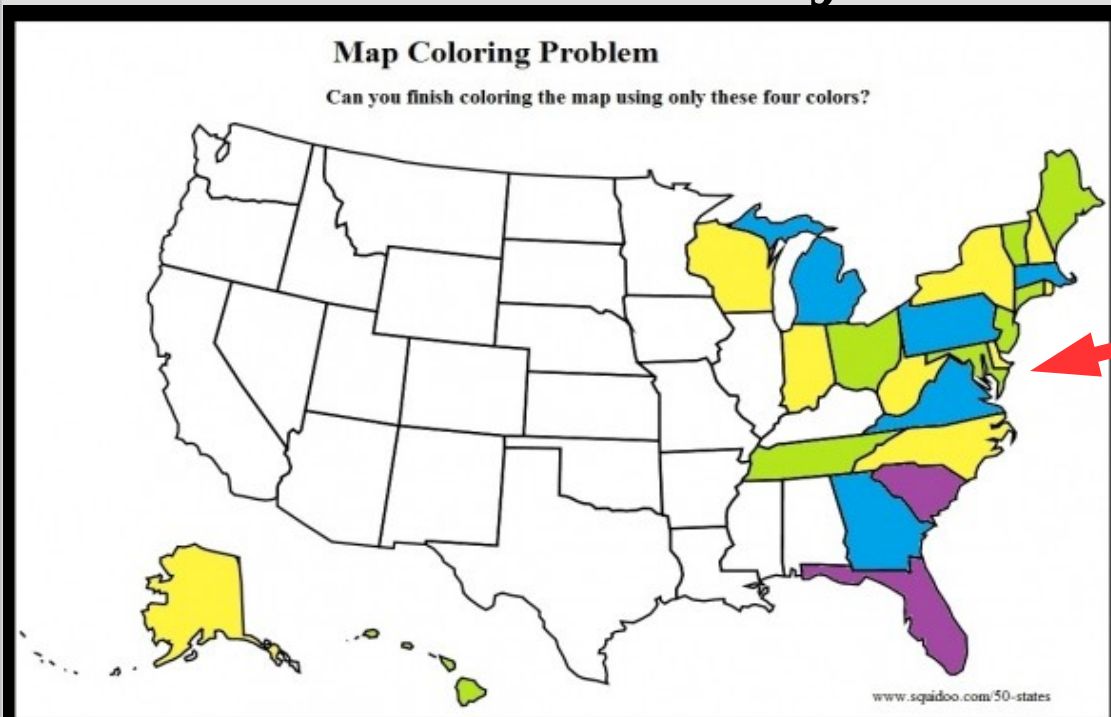 Map Coloring Problem
Can you finish coloring the map using only these four colors?
www.squidoo.com/50-states